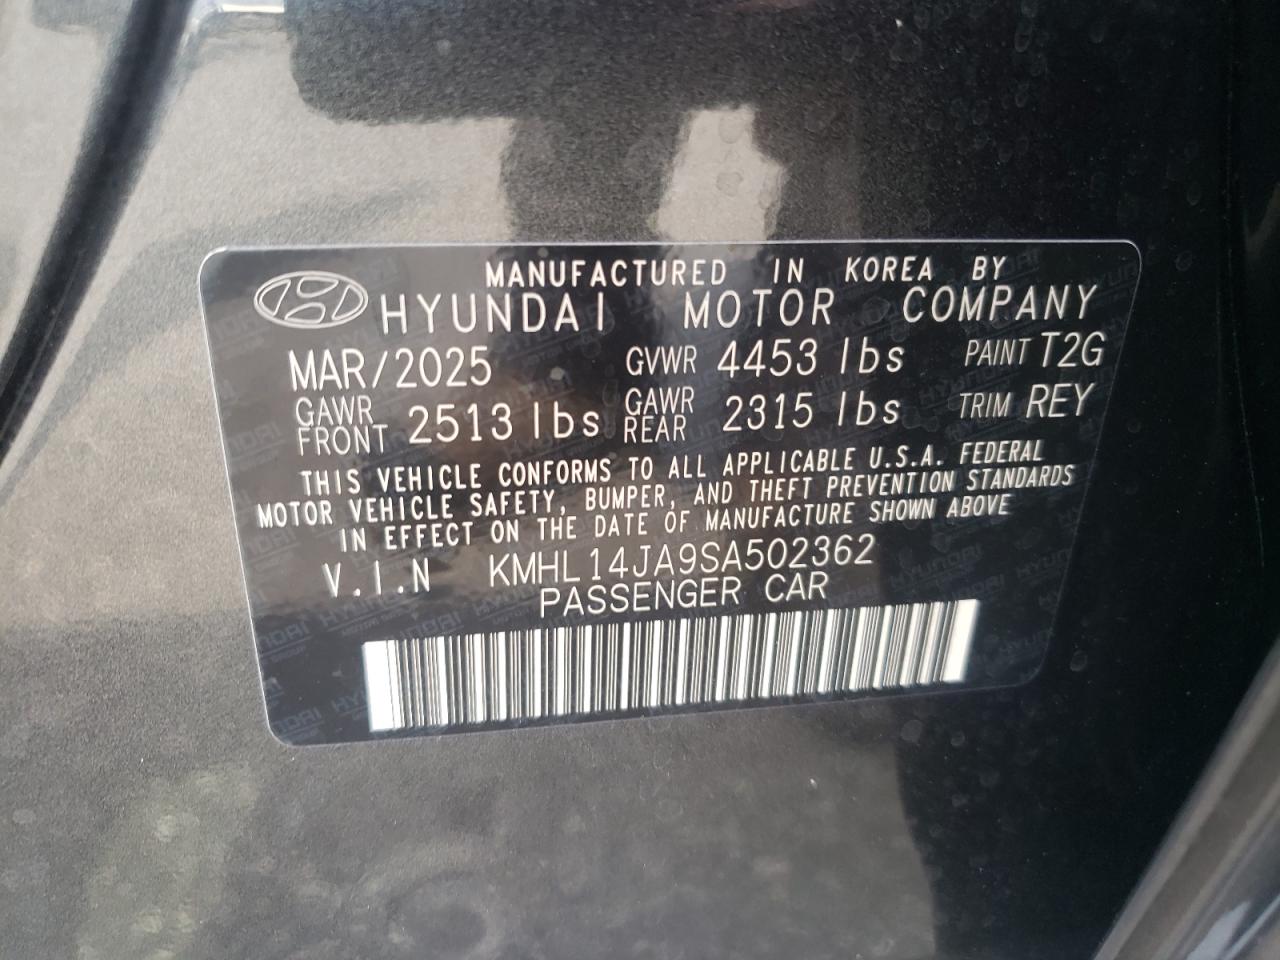 MANUFACTURED IN KOREA BY
HYUNDAI MOTOR COMPANY
MAR/2025 GVWR 4453 lbs PAINT T2G
GAWR FRONT 2513 lbs GAWR REAR 2315 lbs TRIM REY
THIS VEHICLE CONFORMS TO ALL APPLICABLE U.S.A. FEDERAL
MOTOR VEHICLE SAFETY, BUMPER, AND THEFT PREVENTION STANDARDS
IN EFFECT ON THE DATE OF MANUFACTURE SHOWN ABOVE
V.I.N KMHL14JA9SA502362
PASSENGER CAR